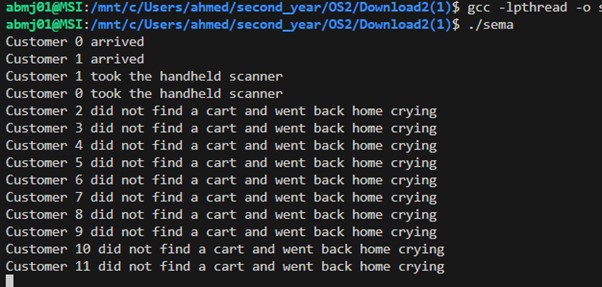 abmj01@MSI:/mnt/c/Users/ahmed/second_year/OS2/Download2(1)$ gcc -lpthread -o s
abmj01@MSI:/mnt/c/Users/ahmed/second_year/OS2/Download2(1)$ ./sema
Customer 0 arrived
Customer 1 arrived
Customer 1 took the handheld scanner
Customer 0 took the handheld scanner
Customer 2 did not find a cart and went back home crying
Customer 3 did not find a cart and went back home crying
Customer 4 did not find a cart and went back home crying
Customer 5 did not find a cart and went back home crying
Customer 6 did not find a cart and went back home crying
Customer 7 did not find a cart and went back home crying
Customer 8 did not find a cart and went back home crying
Customer 9 did not find a cart and went back home crying
Customer 10 did not find a cart and went back home crying
Customer 11 did not find a cart and went back home crying